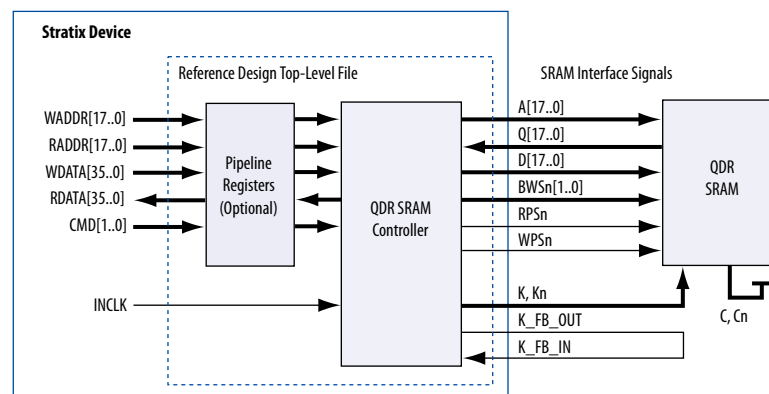 Stratix Device
Reference Design Top-Level File
SRAM Interface Signals
WADDR[17..0]
RADDR[17..0]
WDATA[35..0]
RDATA[35..0]
CMD[1..0]
INCLK
Pipeline
Registers
(Optional)
QDR SRAM
Controller
A[17..0]
Q[17..0]
D[17..0]
BWSn[1..0]
RPSn
WPSn
K, Kn
K_FB_OUT
K_FB_IN
QDR
SRAM
C, Cn